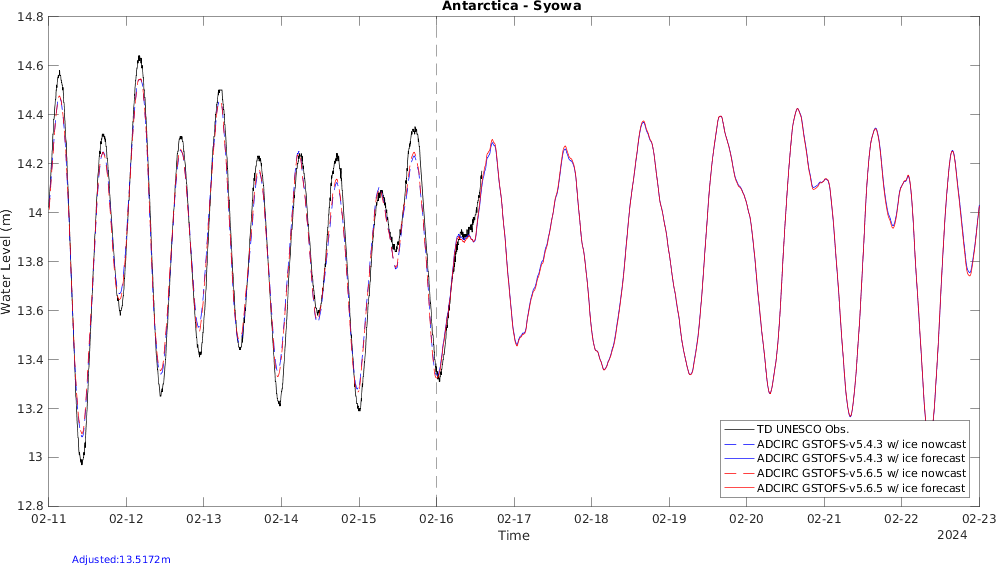 Antarctica - Syowa
14.8
14.6
14.4
14.2
14
13.8
13.6
13.4
13.2
13
12.8
Water Level (m)
02-11 02-12 02-13 02-14 02-15 02-16 02-17 02-18 02-19 02-20 02-21 02-22 02-23
Time
2024
TD UNESCO Obs.
ADCIRC GSTOFS-v5.4.3 w/ ice nowcast
ADCIRC GSTOFS-v5.4.3 w/ ice forecast
ADCIRC GSTOFS-v5.6.5 w/ ice nowcast
ADCIRC GSTOFS-v5.6.5 w/ ice forecast
Adjusted:13.5172m